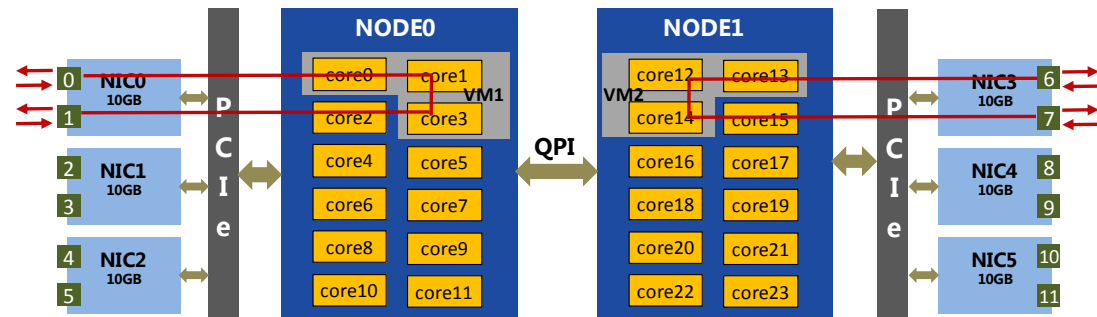 NODE0
NODE1
0
NIC0
10GB
1
2
NIC1
10GB
3
4
NIC2
10GB
5
P
C
I
e
core0
core1
VM1
core2
core3
core4
core5
core6
core7
core8
core9
core10
core11
QPI
core12
core13
VM2
core14
core15
core16
core17
core18
core19
core20
core21
core22
core23
P
C
I
e
NIC3
10GB
6
7
NIC4
10GB
8
9
NIC5
10GB
10
11